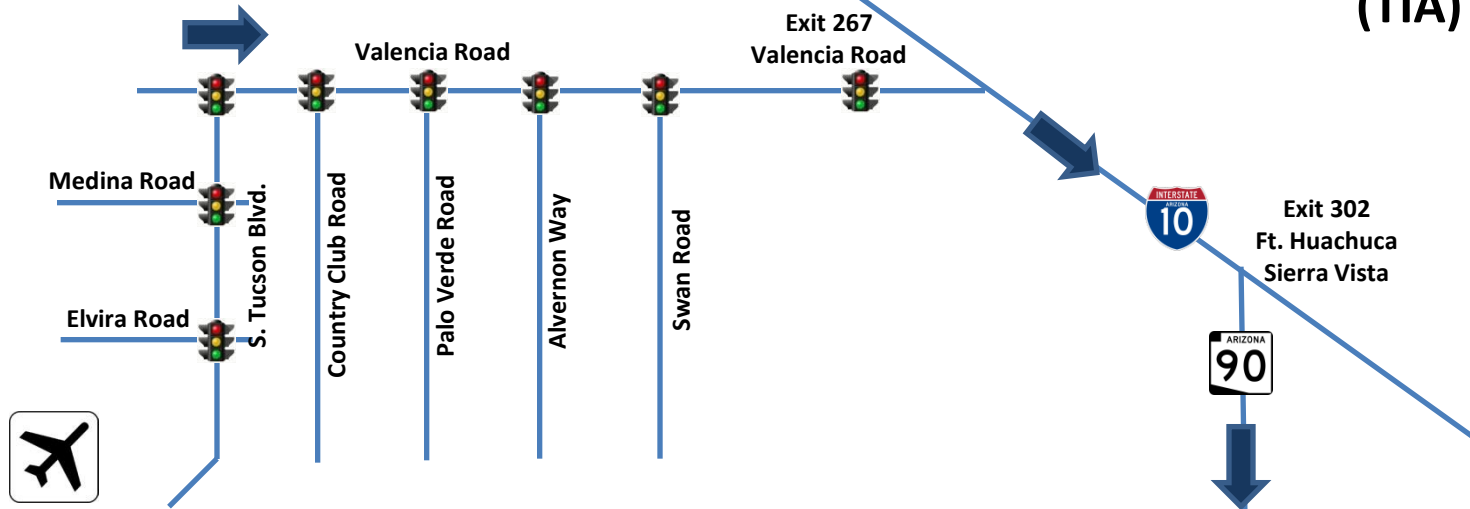 (TIA)
Exit 267
Valencia Road
Valencia Road
Medina Road
S. Tucson Blvd.
Country Club Road
Palo Verde Road
Alvernon Way
Swan Road
INTERSTATE
ARIZONA
10
Exit 302
Ft. Huachuca
Sierra Vista
Elvira Road
ARIZONA
90